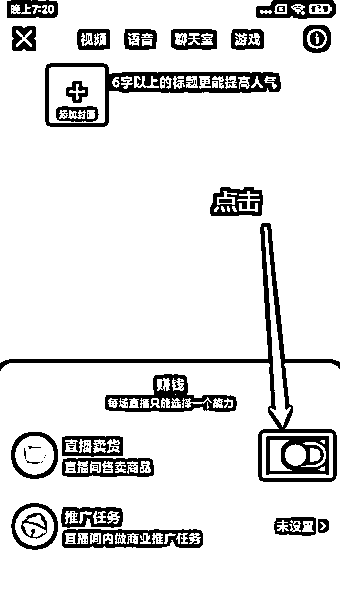 晚上7:20
视频 语音 聊天室 游戏
6字以上的标题更能提高人气
添加封面
点击
赚钱
每场直播只能选择一个能力
直播卖货
直播间售卖商品
推广任务
未设置
直播间内做商业推广任务